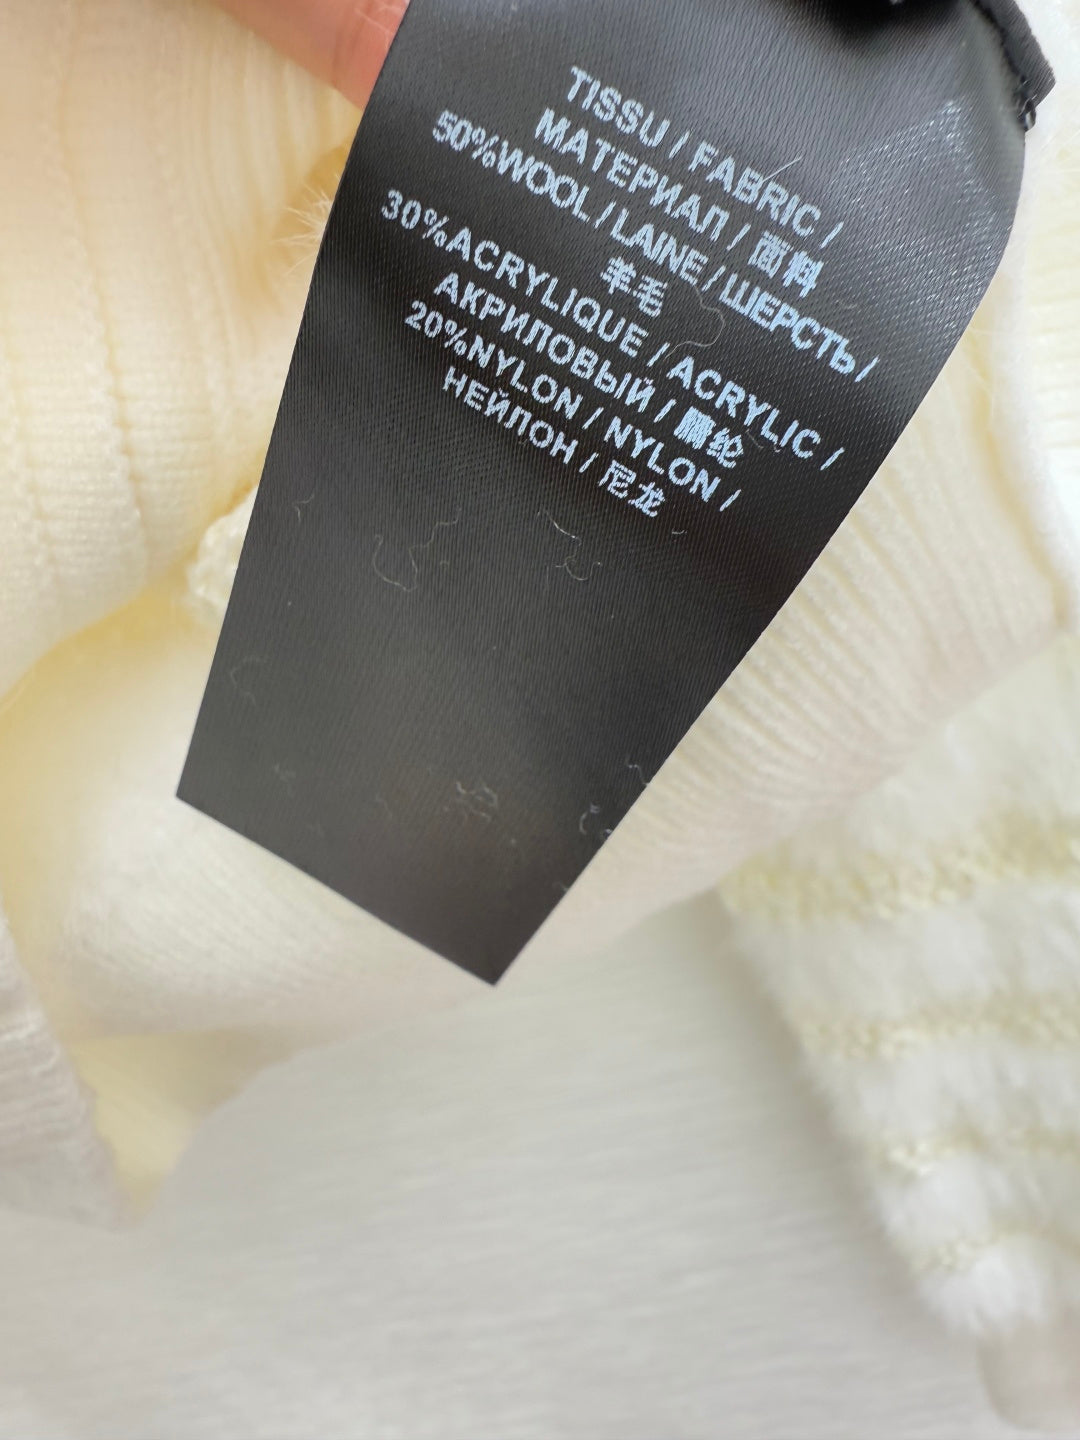 TISSU / FABRIC /
МАТЕРИАЛ / 面料
50%WOOL / LAINE / ШЕРСТЬ /
羊毛
30%ACRYLIQUE / ACRYLIC /
АКРИЛОВЫЙ / 腈纶
20%NYLON / NYLON /
НЕЙЛОН / 尼龙